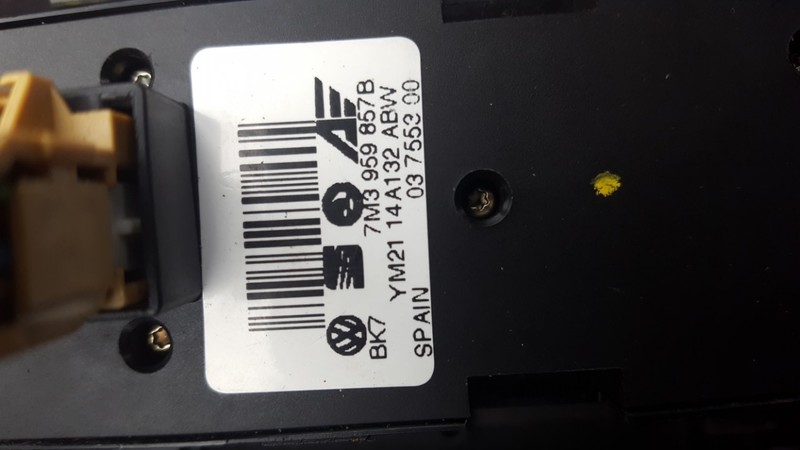 BK7 7M3 959 857B
YM21 14A132 ABW
SPAIN 03 7553 00